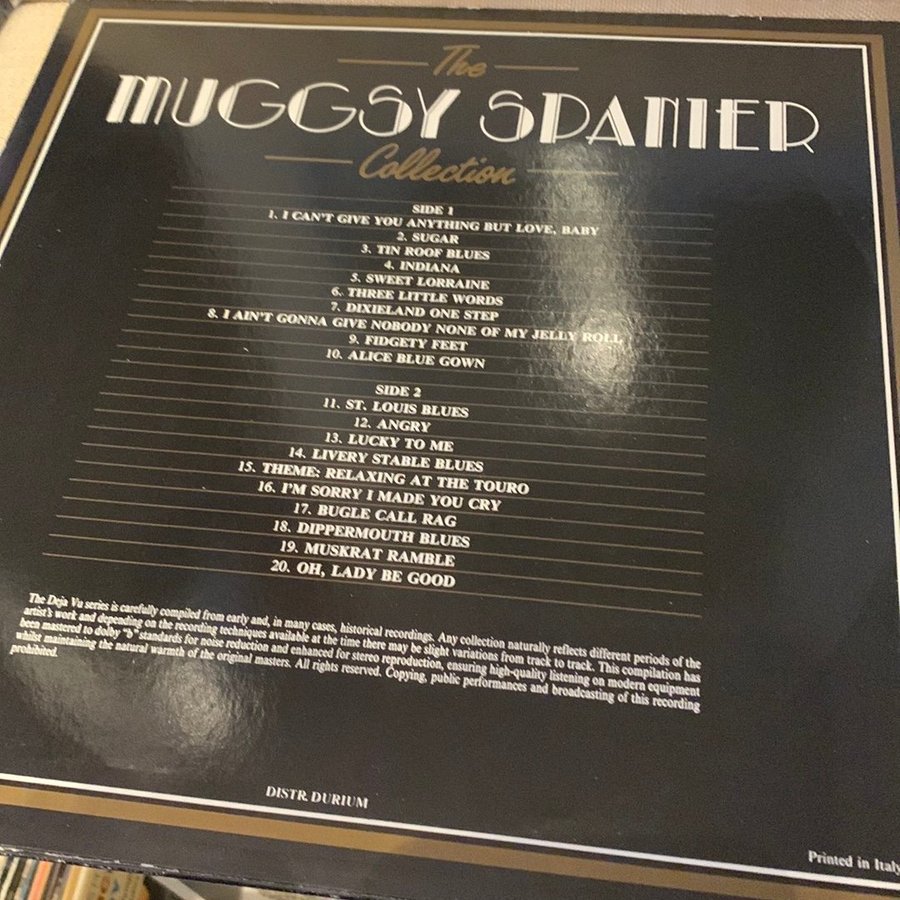 The
MUGGSY SPANIER
Collection
SIDE 1
1. I CAN'T GIVE YOU ANYTHING BUT LOVE, BABY
2. SUGAR
3. TIN ROOF BLUES
4. INDIANA
5. SWEET LORRAINE
6. THREE LITTLE WORDS
7. DIXIELAND ONE STEP
8. I AIN'T GONNA GIVE NOBODY NONE OF MY JELLY ROLL
9. FIDGETY FEET
10. ALICE BLUE GOWN
SIDE 2
11. ST. LOUIS BLUES
12. ANGRY
13. LUCKY TO ME
14. LIVERY STABLE BLUES
15. THEME: RELAXING AT THE TOURO
16. I'M SORRY I MADE YOU CRY
17. BUGLE CALL RAG
18. DIPPERMOUTH BLUES
19. MUSKRAT RAMBLE
20. OH, LADY BE GOOD
The Deja Vu series is carefully compiled from early and, in many cases, historical recordings. Any collection naturally reflects different periods of the
artist's work and depending on the recording techniques available at the time there may be slight variations from track to track. This compilation has
been mastered to dolby "b" standards for noise reduction and enhanced for stereo reproduction, ensuring high-quality listening on modern equipment
whilst maintaining the natural warmth of the original masters. All rights reserved. Copying, public performances and broadcasting of this recording
prohibited.
DISTR. DURIUM
Printed in Italy